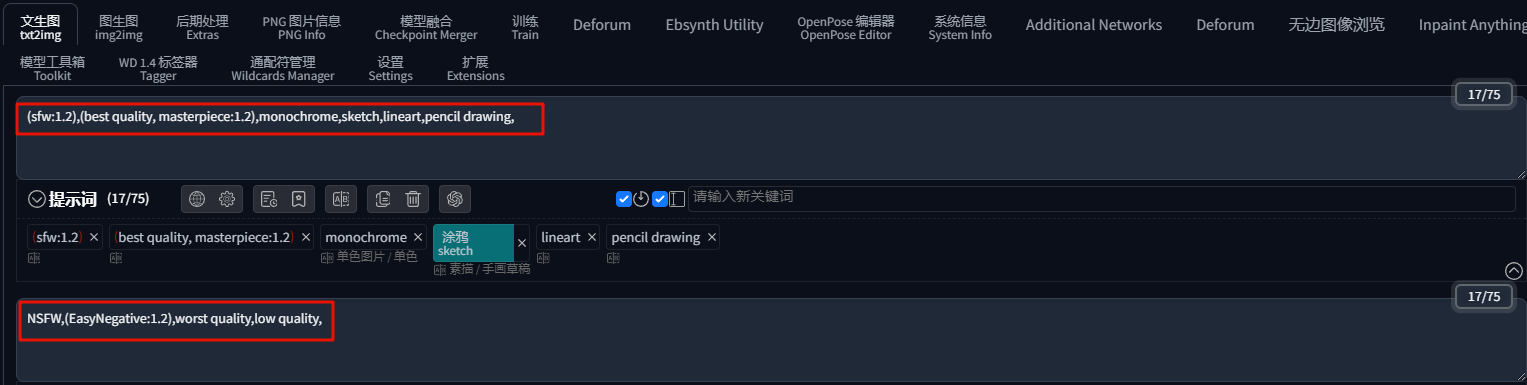 文生图 图生图 后期处理 PNG 图片信息 模型融合 训练 Deforum Ebsynth Utility OpenPose 编辑器 系统信息 Additional Networks Deforum 无边图像浏览 Inpaint Anything
txt2img img2img Extras PNG Info Checkpoint Merger Train OpenPose Editor System Info
模型工具箱 WD 1.4 标签器 通配符管理 设置 扩展
Toolkit Tagger Wildcards Manager Settings Extensions
17/75
(sfw:1.2),(best quality, masterpiece:1.2),monochrome,sketch,lineart,pencil drawing,
提示词 (17/75) 请输入新关键词
(sfw:1.2) × (best quality, masterpiece:1.2) × monochrome × 涂鸦 × lineart × pencil drawing ×
sketch
单色图片 / 单色 素描 / 手画草稿
17/75
NSFW,(EasyNegative:1.2),worst quality,low quality,